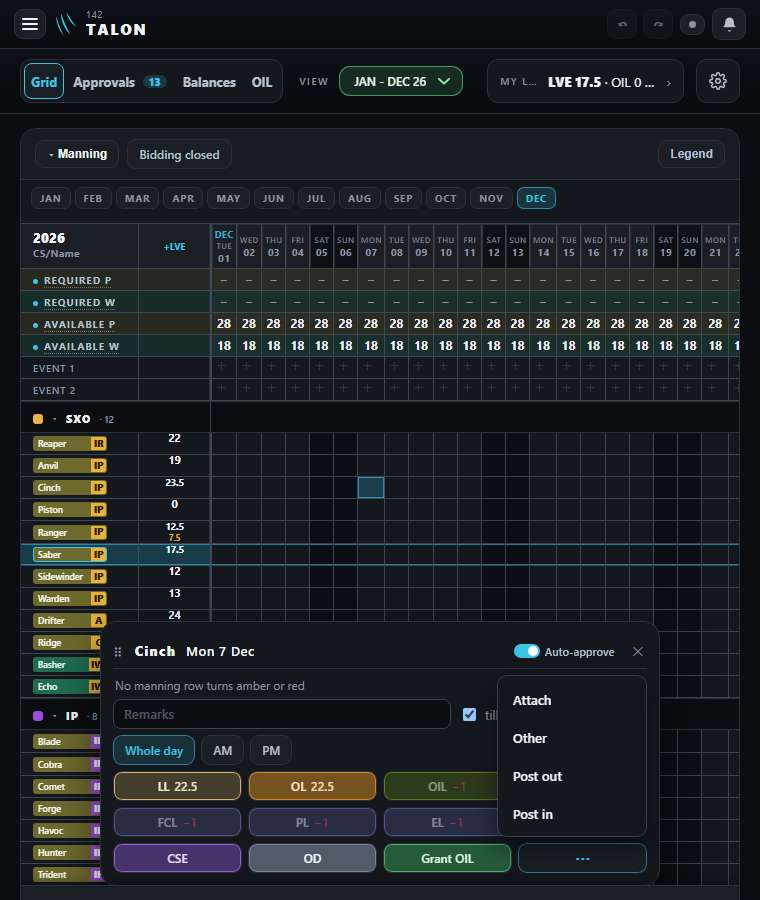 142
TALON
Grid Approvals 13 Balances OIL VIEW JAN - DEC 26 MY L... LVE 17.5 · OIL 0 ... ›
Manning Bidding closed Legend
JAN FEB MAR APR MAY JUN JUL AUG SEP OCT NOV DEC
2026
CS/Name
+LVE
DEC TUE 01 WED 02 THU 03 FRI 04 SAT 05 SUN 06 MON 07 TUE 08 WED 09 THU 10 FRI 11 SAT 12 SUN 13 MON 14 TUE 15 WED 16 THU 17 FRI 18 SAT 19 SUN 20 MON 21
REQUIRED P – – – – – – – – – – – – – – – – – – – – – –
REQUIRED W – – – – – – – – – – – – – – – – – – – – – –
AVAILABLE P 28 28 28 28 28 28 28 28 28 28 28 28 28 28 28 28 28 28 28 28 28 2
AVAILABLE W 18 18 18 18 18 18 18 18 18 18 18 18 18 18 18 18 18 18 18 18 18 1
EVENT 1 + + + + + + + + + + + + + + + + + + + + + +
EVENT 2 + + + + + + + + + + + + + + + + + + + + + +
SXO · 12
Reaper IR 22
Anvil IP 19
Cinch IP 23.5
Piston IP 0
Ranger IP 12.5
7.5
Saber IP 17.5
Sidewinder IP 12
Warden IP 13
Drifter A 24
Ridge
Basher
Echo
IP · 8
Blade
Cobra
Comet
Forge
Havoc
Hunter
Trident
Cinch Mon 7 Dec Auto-approve
No manning row turns amber or red
Remarks till
Whole day AM PM
LL 22.5 OL 22.5 OIL −1
FCL −1 PL −1 EL −1
CSE OD Grant OIL ---
Attach
Other
Post out
Post in